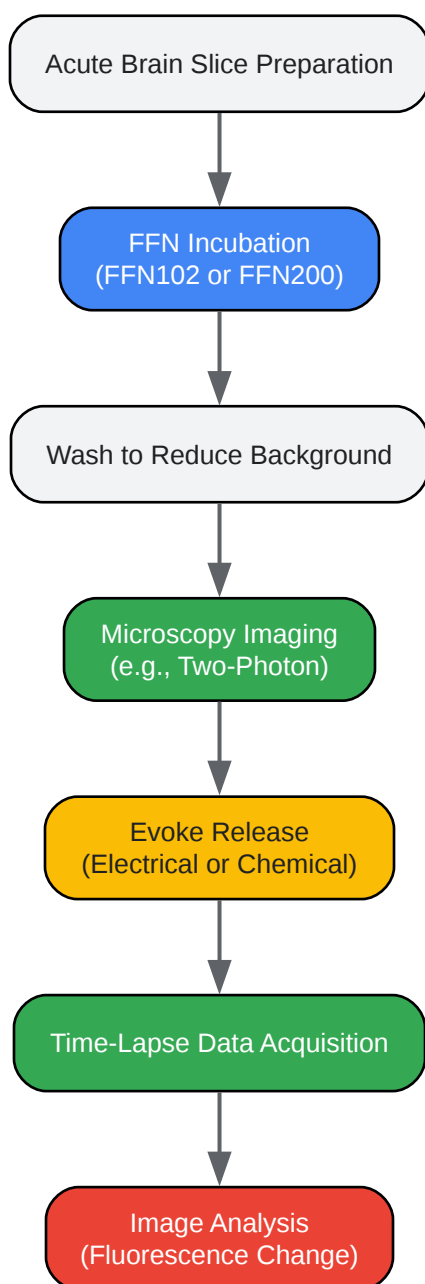 Acute Brain Slice Preparation
FFN Incubation
(FFN102 or FFN200)
Wash to Reduce Background
Microscopy Imaging
(e.g., Two-Photon)
Evoke Release
(Electrical or Chemical)
Time-Lapse Data Acquisition
Image Analysis
(Fluorescence Change)